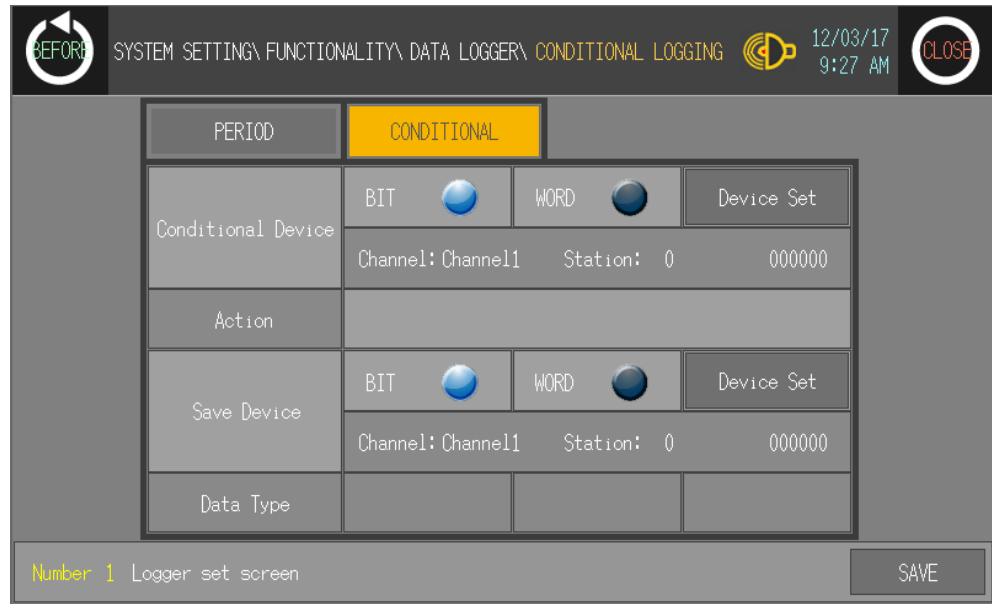 BEFORE SYSTEM SETTING\ FUNCTIONALITY\ DATA LOGGER\ CONDITIONAL LOGGING 12/03/17 CLOSE
9:27 AM
PERIOD CONDITIONAL
Conditional Device BIT WORD Device Set
Channel: Channel1 Station: 0 000000
Action
Save Device BIT WORD Device Set
Channel: Channel1 Station: 0 000000
Data Type
Number 1 Logger set screen SAVE